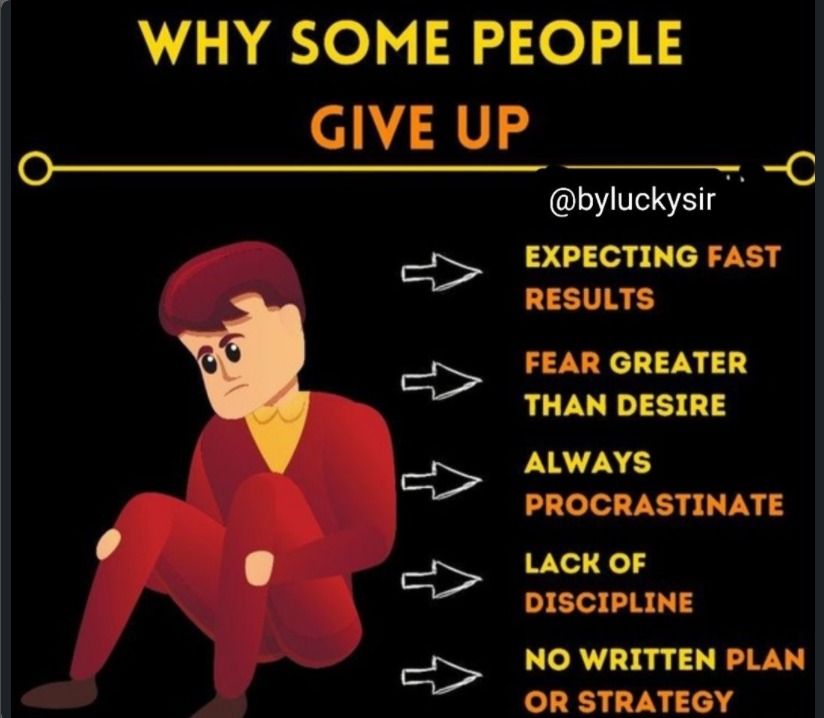 WHY SOME PEOPLE
GIVE UP
@byluckysir
EXPECTING FAST
RESULTS
FEAR GREATER
THAN DESIRE
ALWAYS
PROCRASTINATE
LACK OF
DISCIPLINE
NO WRITTEN PLAN
OR STRATEGY